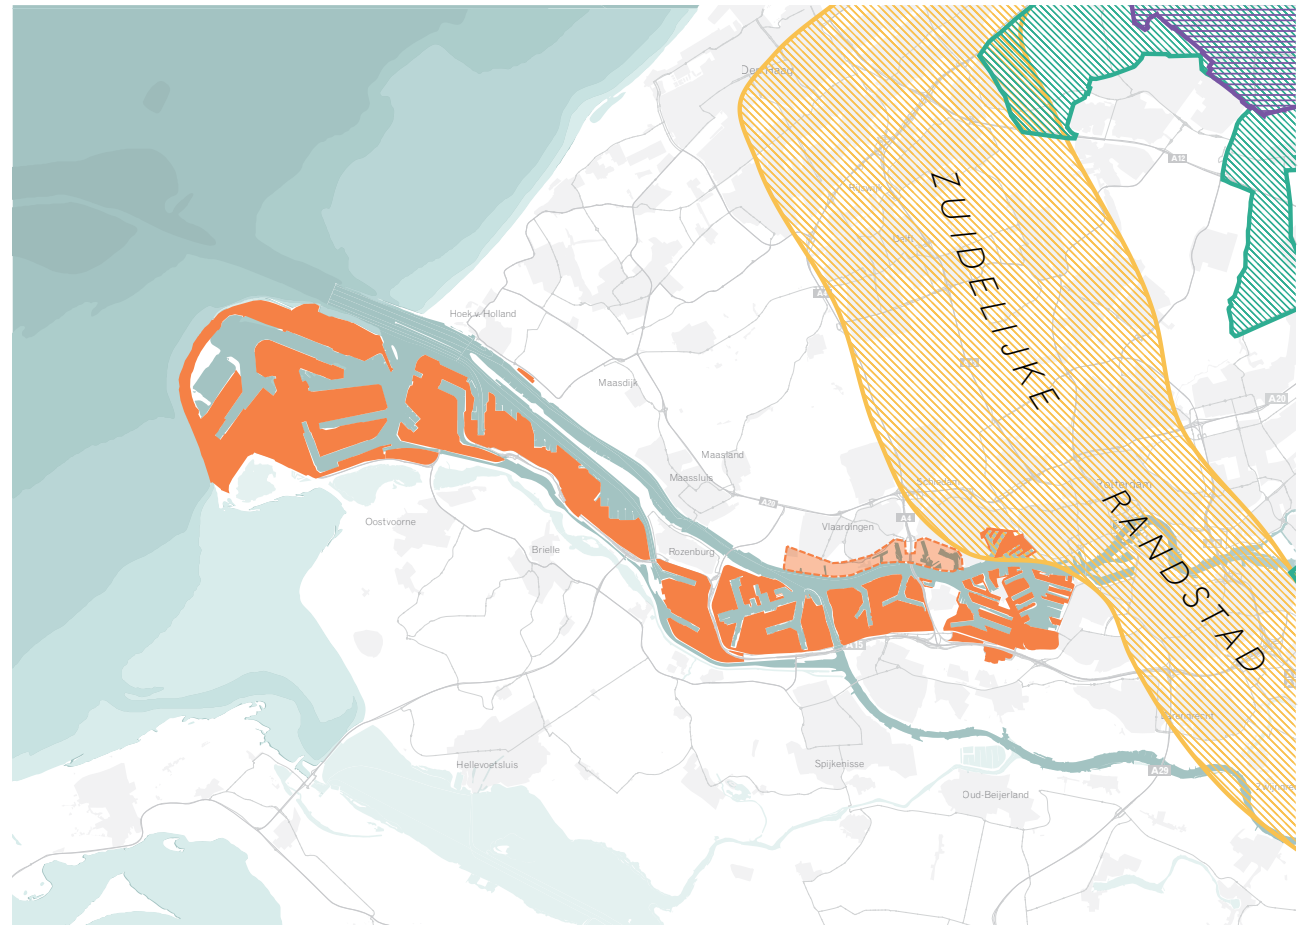 Den Haag
A12
Rijswijk
ZUIDELIJKE
Delft
A4
Hoek v. Holland
A13
Maasdijk
A20
Maasland
Maassluis
Schiedam
Rotterdam
A20
A4
RANDSTAD
Oostvoorne
Vlaardingen
Brielle
Rozenburg
A15
Barendrecht
Hellevoetsluis
Spijkenisse
A29
Oud-Beijerland